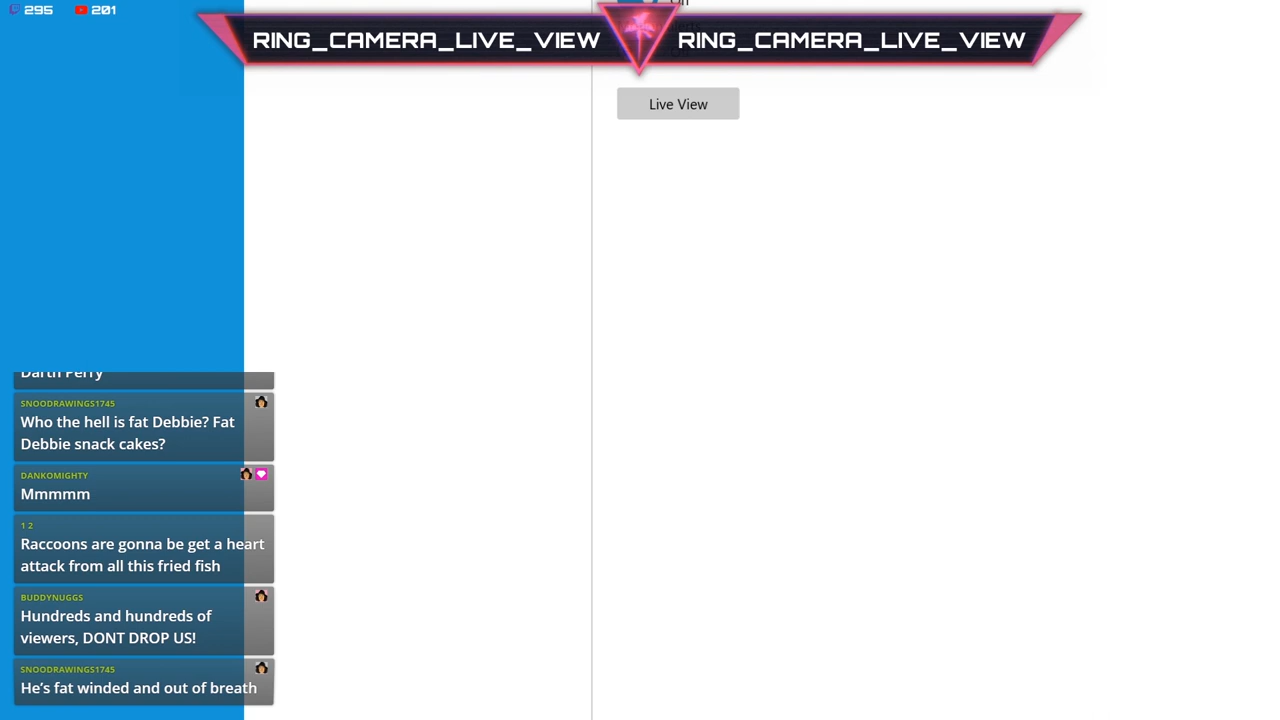 295 201
RING_CAMERA_LIVE_VIEW RING_CAMERA_LIVE_VIEW
Live View
Darth Perry
SNOODRAWINGS1745
Who the hell is fat Debbie? Fat
Debbie snack cakes?
DANKOMIGHTY
Mmmmm
1 2
Raccoons are gonna be get a heart
attack from all this fried fish
BUDDYNUGGS
Hundreds and hundreds of
viewers, DONT DROP US!
SNOODRAWINGS1745
He's fat winded and out of breath